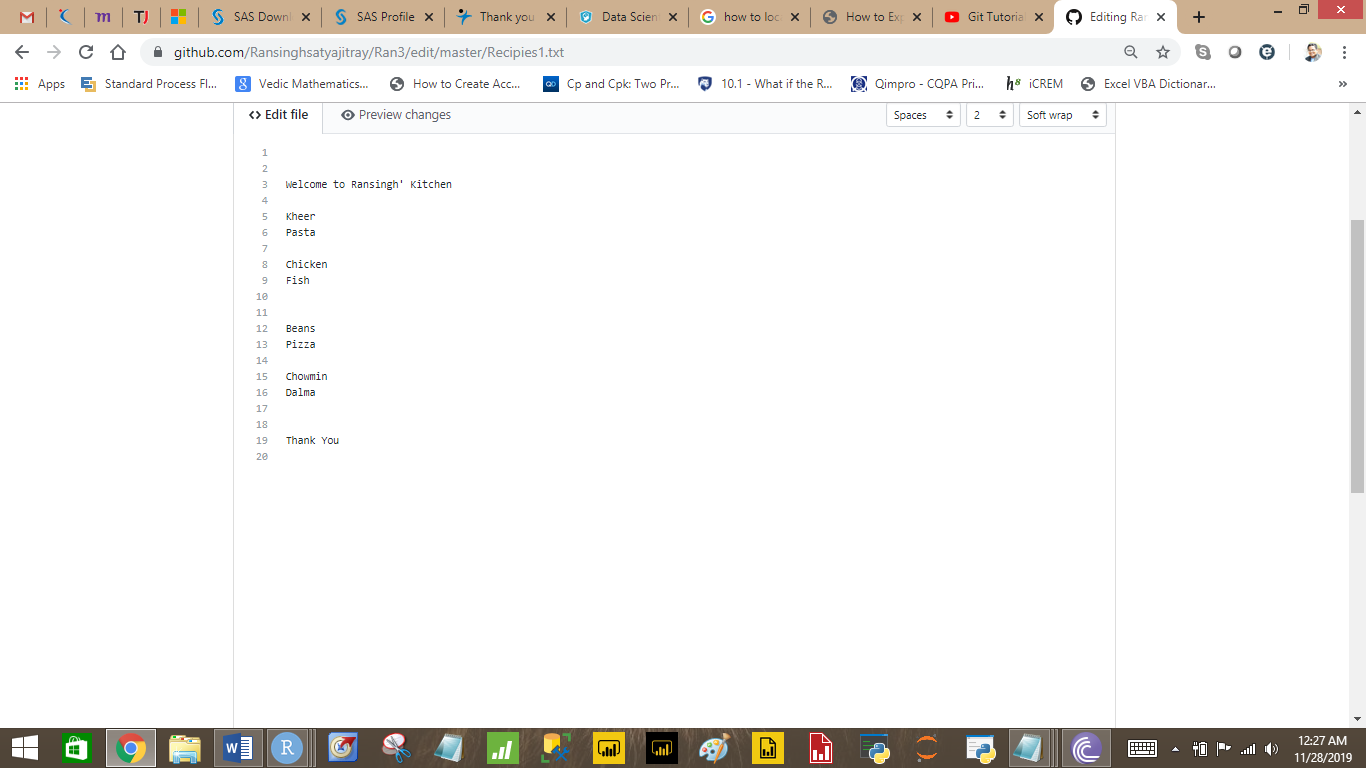 SAS Downl
SAS Profile
Thank you
Data Scien
how to loc
How to Exp
Git Tutoria
Editing Ran
github.com/Ransinghsatyajitray/Ran3/edit/master/Recipies1.txt
Apps
Standard Process Fl...
Vedic Mathematics...
How to Create Acc...
Cp and Cpk: Two Pr...
10.1 - What if the R...
Qimpro - CQPA Pri...
iCREM
Excel VBA Dictionar...
»
<> Edit file
Preview changes
Spaces
2
Soft wrap
1
2
3 Welcome to Ransingh' Kitchen
4
5 Kheer
6 Pasta
7
8 Chicken
9 Fish
10
11
12 Beans
13 Pizza
14
15 Chowmin
16 Dalma
17
18
19 Thank You
20
12:27 AM
11/28/2019